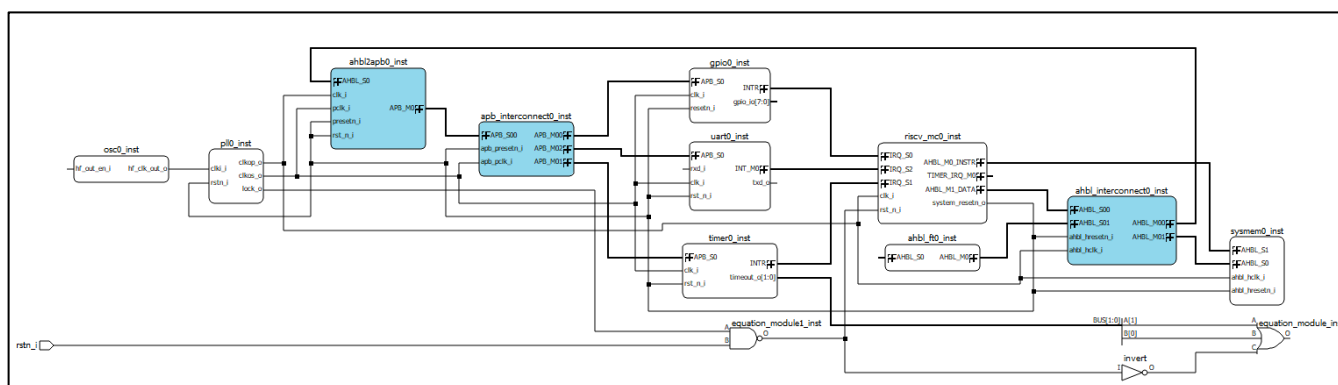 ahbl2apb0_inst
AHBL_S0
clk_i
pclk_i
presetn_i
rst_n_i
APB_M0
apb_interconnect0_inst
APB_S00
apb_presetn_i
apb_pclk_i
APB_M00
APB_M02
APB_M01
osc0_inst
hf_out_en_i
hf_clk_out_o
pll0_inst
clki_i
rstn_i
clkop_o
clkos_o
lock_o
gpio0_inst
APB_S0
clk_i
resetn_i
INTR
gpio_io[7:0]
uart0_inst
APB_S0
rxd_i
clk_i
rst_n_i
INT_M0
txd_o
timer0_inst
APB_S0
clk_i
rst_n_i
INTR
timeout_o[1:0]
riscv_mc0_inst
IRQ_S0
IRQ_S2
IRQ_S1
clk_i
rst_n_i
AHBL_M0_INSTR
TIMER_IRQ_M0
AHBL_M1_DATA
system_resetn_o
ahbl_ft0_inst
AHBL_S0
AHBL_M0
ahbl_interconnect0_inst
AHBL_S00
AHBL_S01
ahbl_hresetn_i
ahbl_hclk_i
AHBL_M00
AHBL_M01
sysmem0_inst
AHBL_S1
AHBL_S0
ahbl_hclk_i
ahbl_hresetn_i
rstn_i
equation_module1_inst
A
B
O
BUS[1:0]
A[1]
B[0]
equation_module_in
A
B
C
O
invert
I
O